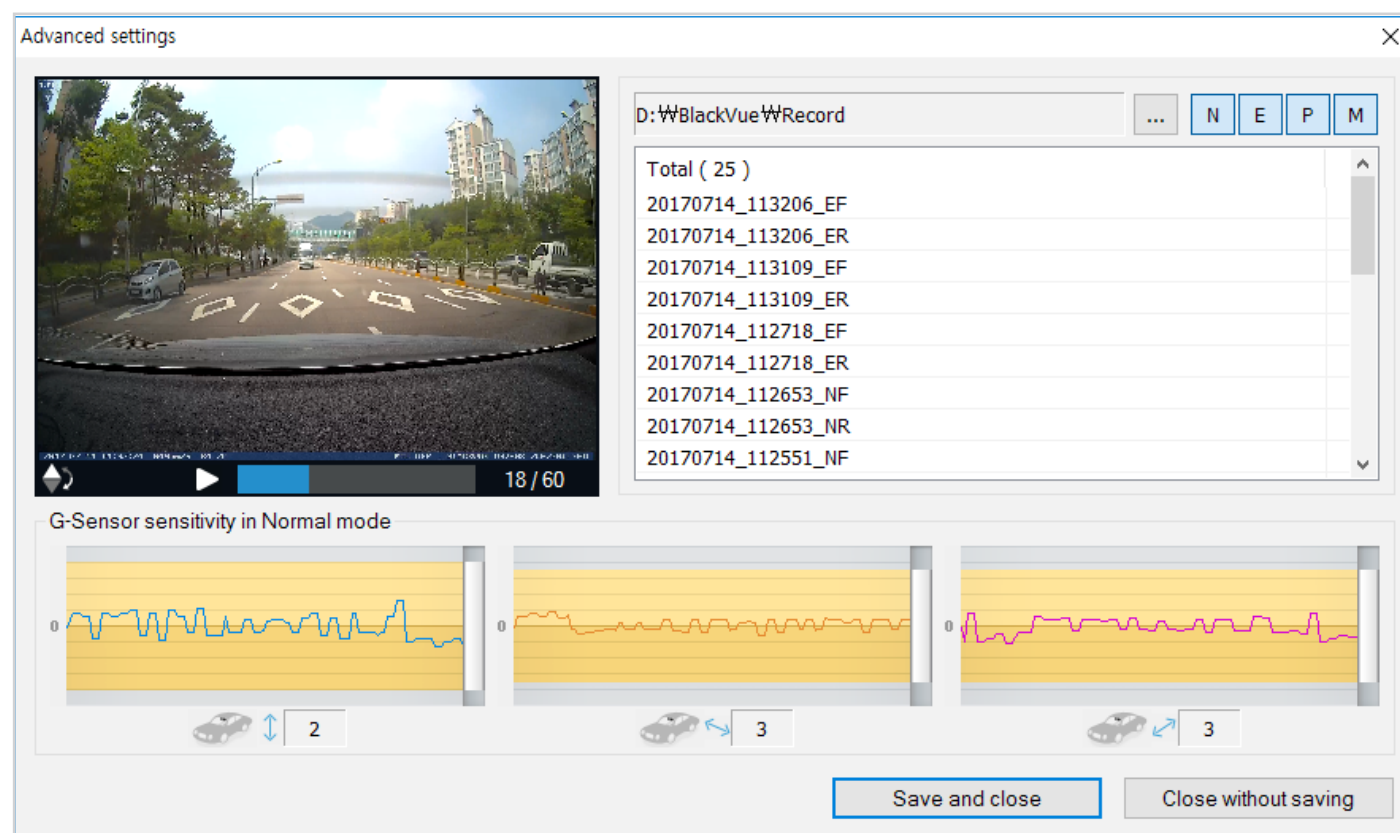 Advanced settings
D:₩BlackVue₩Record
...
N E P M
Total ( 25 )
20170714_113206_EF
20170714_113206_ER
20170714_113109_EF
20170714_113109_ER
20170714_112718_EF
20170714_112718_ER
20170714_112653_NF
20170714_112653_NR
20170714_112551_NF
18 / 60
G-Sensor sensitivity in Normal mode
0 0 0
2 3 3
Save and close Close without saving